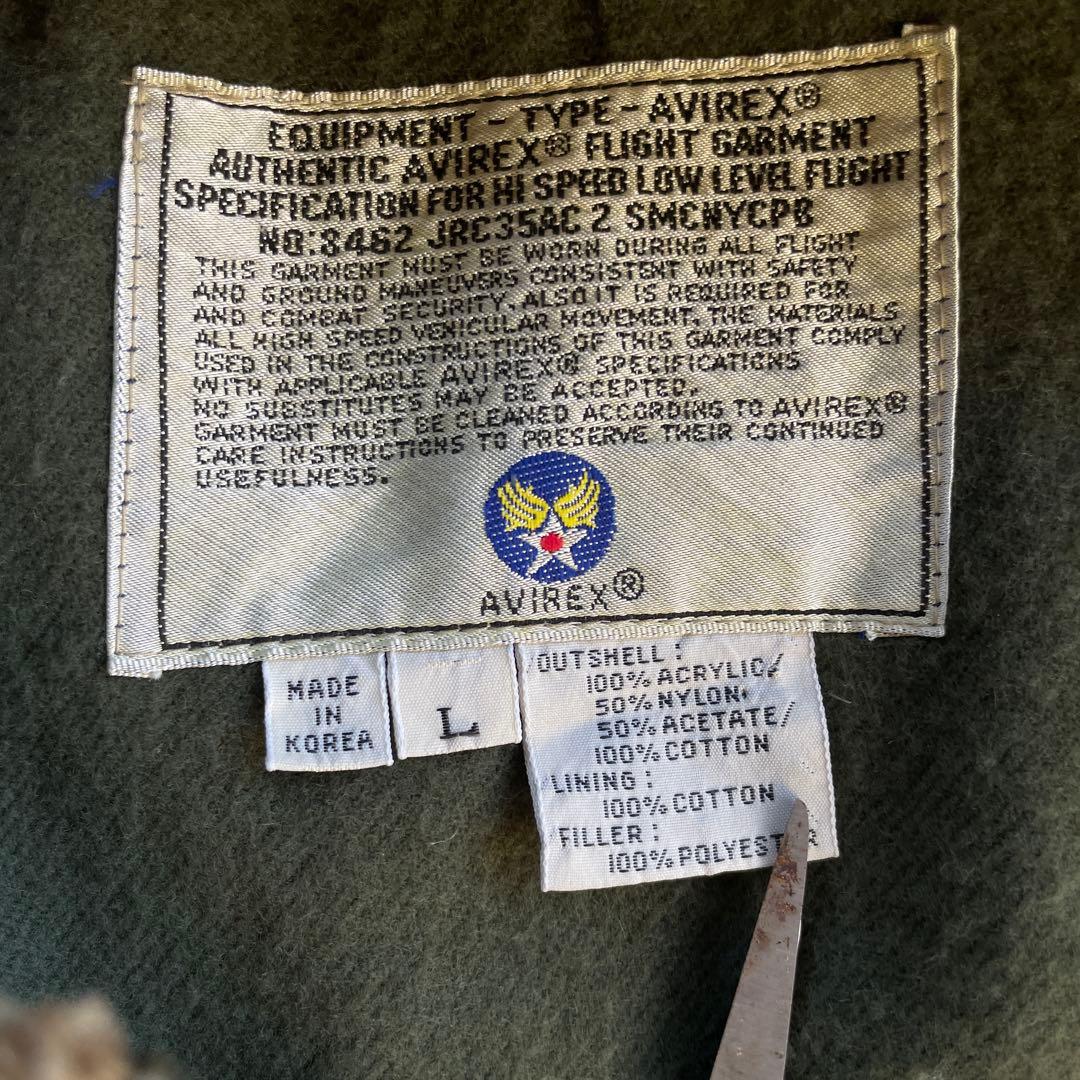 EQUIPMENT - TYPE - AVIREX®
AUTHENTIC AVIREX® FLIGHT GARMENT
SPECIFICATION FOR HI SPEED LOW LEVEL FLIGHT
NO:8462 JRC35AC 2 SMCNYCPB
THIS GARMENT MUST BE WORN DURING ALL FLIGHT
AND GROUND MANEUVERS CONSISTENT WITH SAFETY
AND COMBAT SECURITY, ALSO IT IS REQUIRED FOR
ALL HIGH SPEED VEHICULAR MOVEMENT, THE MATERIALS
USED IN THE CONSTRUCTIONS OF THIS GARMENT COMPLY
WITH APPLICABLE AVIREX® SPECIFICATIONS
NO SUBSTITUTES MAY BE ACCEPTED.
GARMENT MUST BE CLEANED ACCORDING TO AVIREX®
CARE INSTRUCTIONS TO PRESERVE THEIR CONTINUED
USEFULNESS.
AVIREX®
MADE
IN
KOREA
L
OUTSHELL:
100% ACRYLIC/
50% NYLON,
50% ACETATE/
100% COTTON
LINING:
100% COTTON
FILLER:
100% POLYESTER